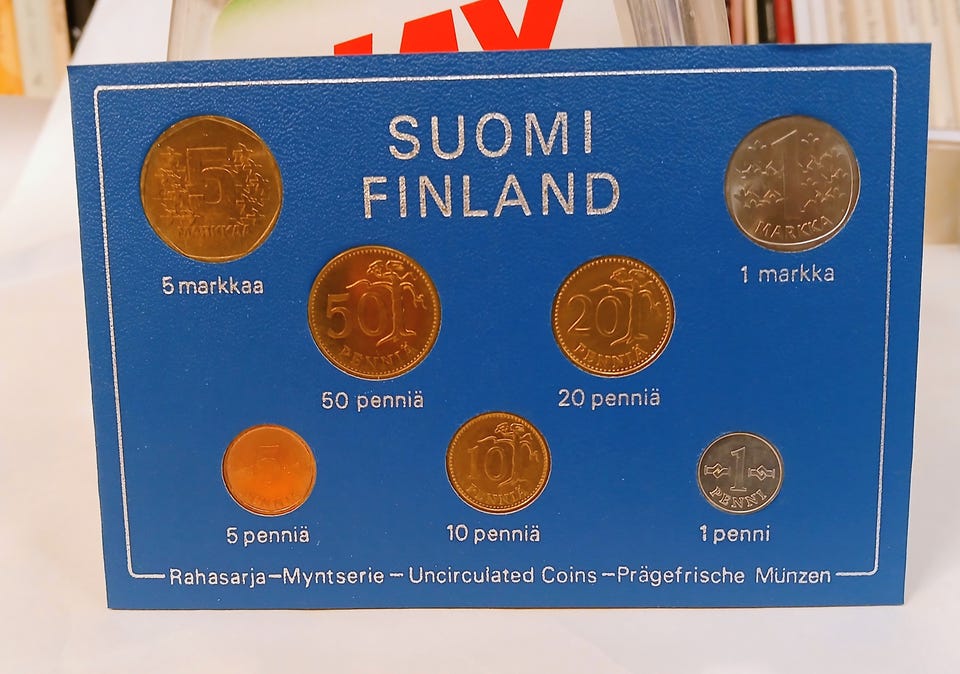 SUOMI
FINLAND
5
MARKKAA
5 markkaa
1
MARKKA
1 markka
50
PENNIÄ
50 penniä
20
PENNIÄ
20 penniä
5
5 penniä
10
PENNIÄ
10 penniä
1
PENNI
1 penni
Rahasarja–Myntserie–Uncirculated Coins–Prägefrische Münzen